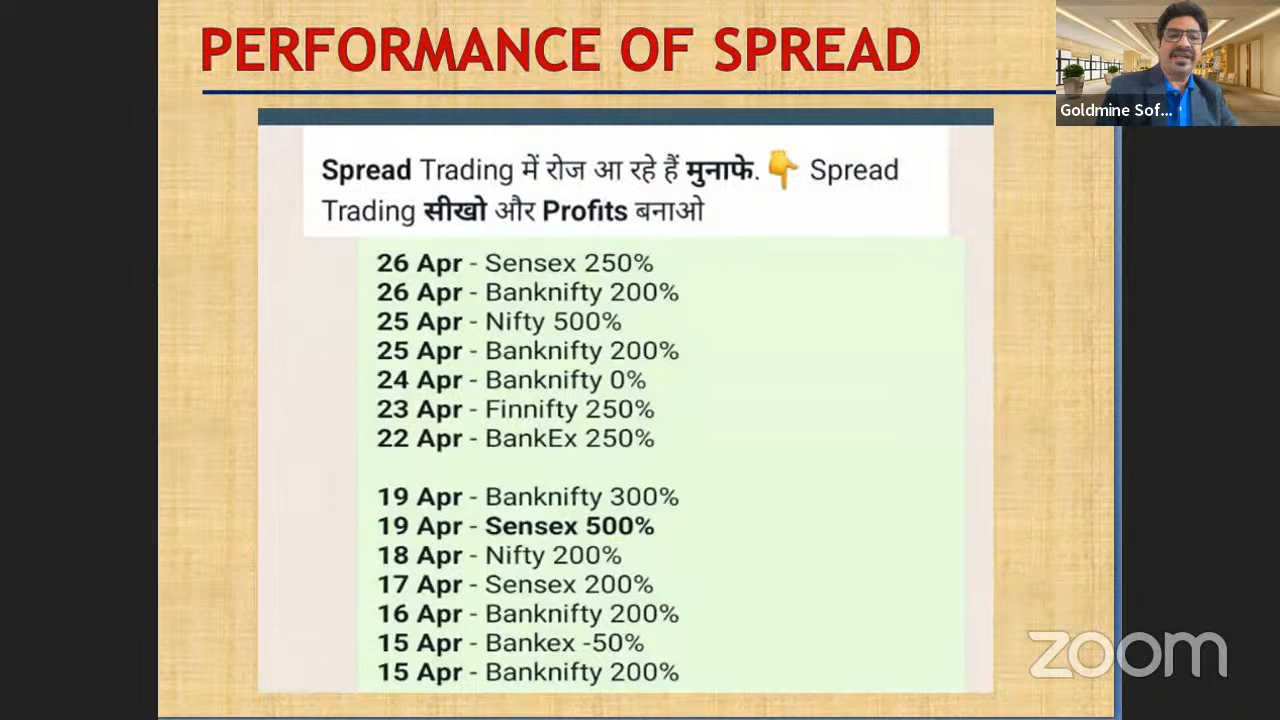 PERFORMANCE OF SPREAD
Goldmine Sof...
Spread Trading में रोज आ रहे हैं मुनाफे. 👇 Spread
Trading सीखो और Profits बनाओ
26 Apr - Sensex 250%
26 Apr - Banknifty 200%
25 Apr - Nifty 500%
25 Apr - Banknifty 200%
24 Apr - Banknifty 0%
23 Apr - Finnifty 250%
22 Apr - BankEx 250%
19 Apr - Banknifty 300%
19 Apr - Sensex 500%
18 Apr - Nifty 200%
17 Apr - Sensex 200%
16 Apr - Banknifty 200%
15 Apr - Bankex -50%
15 Apr - Banknifty 200%
zoom